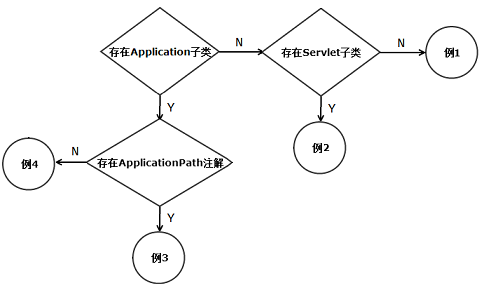 存在Application子类
N
存在Servlet子类
N
例1
Y
Y
例2
例4
N
存在ApplicationPath注解
Y
例3